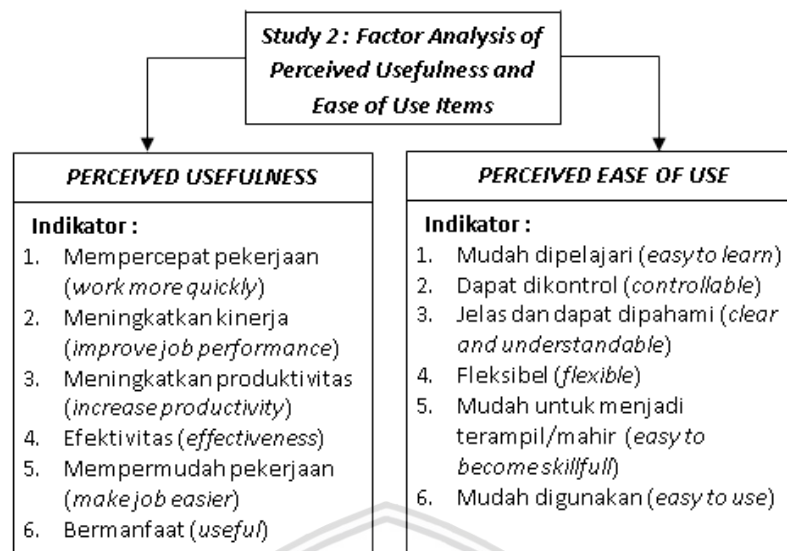 Study 2 : Factor Analysis of
Perceived Usefulness and
Ease of Use Items
PERCEIVED USEFULNESS
Indikator :
1. Mempercepat pekerjaan
(work more quickly)
2. Meningkatkan kinerja
(improve job performance)
3. Meningkatkan produktivitas
(increase productivity)
4. Efektivitas (effectiveness)
5. Mempermudah pekerjaan
(make job easier)
6. Bermanfaat (useful)
PERCEIVED EASE OF USE
Indikator :
1. Mudah dipelajari (easy to learn)
2. Dapat dikontrol (controllable)
3. Jelas dan dapat dipahami (clear
and understandable)
4. Fleksibel (flexible)
5. Mudah untuk menjadi
terampil/mahir (easy to
become skillfull)
6. Mudah digunakan (easy to use)